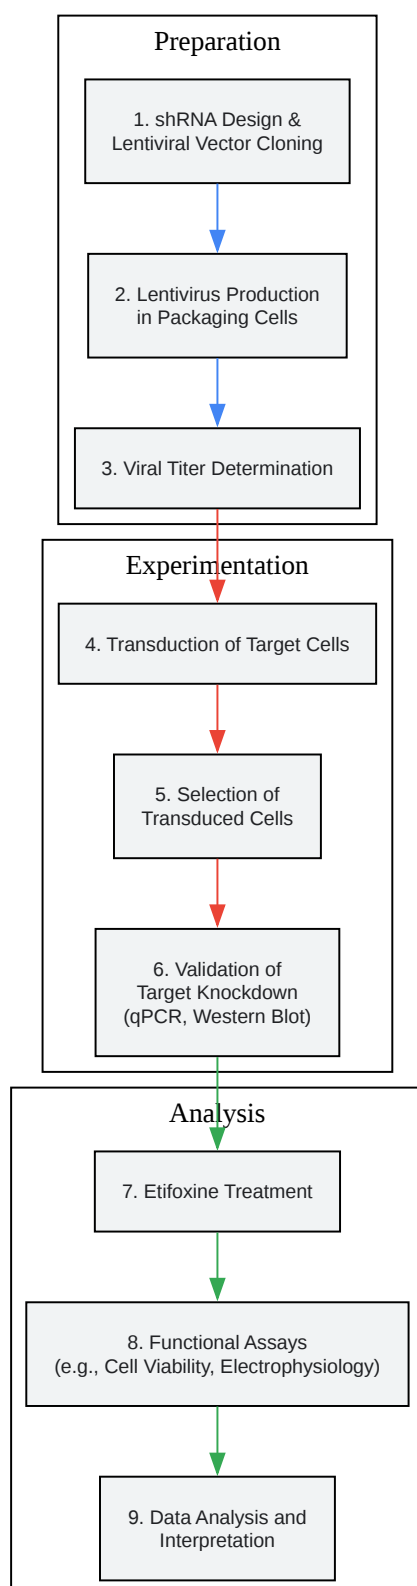 Preparation
1. shRNA Design &
Lentiviral Vector Cloning
2. Lentivirus Production
in Packaging Cells
3. Viral Titer Determination
Experimentation
4. Transduction of Target Cells
5. Selection of
Transduced Cells
6. Validation of
Target Knockdown
(qPCR, Western Blot)
Analysis
7. Etifoxine Treatment
8. Functional Assays
(e.g., Cell Viability, Electrophysiology)
9. Data Analysis and
Interpretation